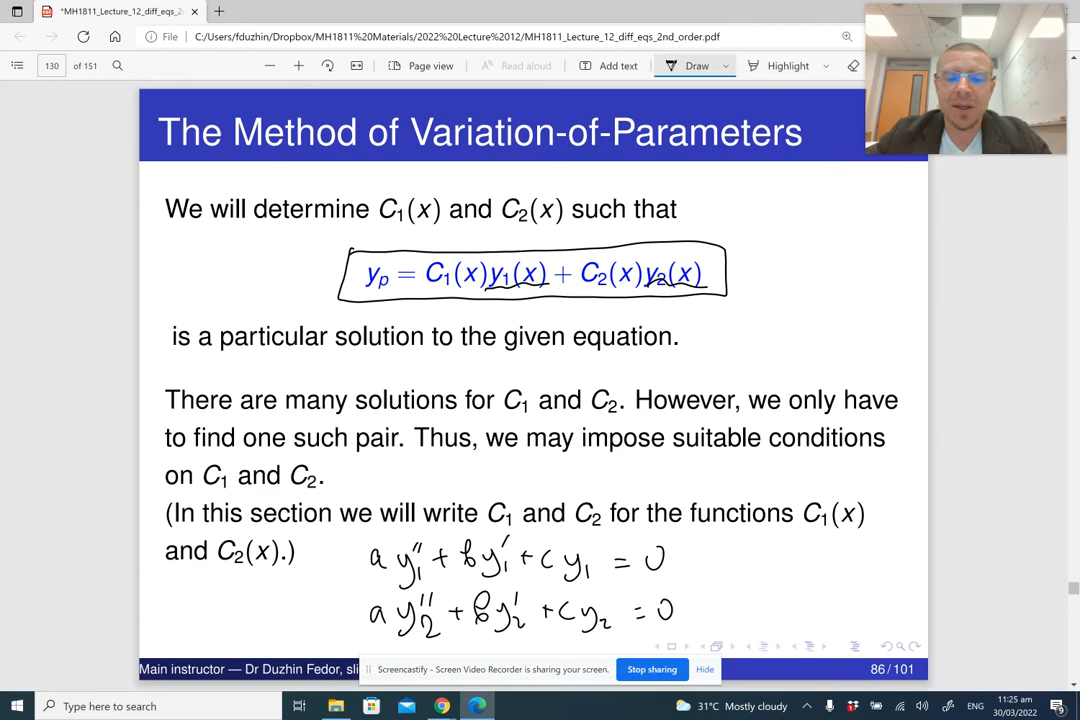 *MH1811_Lecture_12_diff_eqs_2nd
File C:/Users/fduzhin/Dropbox/MH1811%20Materials/2022%20Lecture%2012/MH1811_Lecture_12_diff_eqs_2nd_order.pdf
130 of 151 Page view Read aloud Add text Draw Highlight
The Method of Variation-of-Parameters
We will determine C₁(x) and C₂(x) such that
yₚ = C₁(x)y₁(x) + C₂(x)y₂(x)
is a particular solution to the given equation.
There are many solutions for C₁ and C₂. However, we only have
to find one such pair. Thus, we may impose suitable conditions
on C₁ and C₂.
(In this section we will write C₁ and C₂ for the functions C₁(x)
and C₂(x).)
a y₁'' + b y₁' + c y₁ = 0
a y₂'' + b y₂' + c y₂ = 0
Main instructor — Dr Duzhin Fedor, sli
86 / 101
Screencastify - Screen Video Recorder is sharing your screen. Stop sharing Hide
Type here to search
31°C Mostly cloudy
ENG
11:25 am
30/03/2022